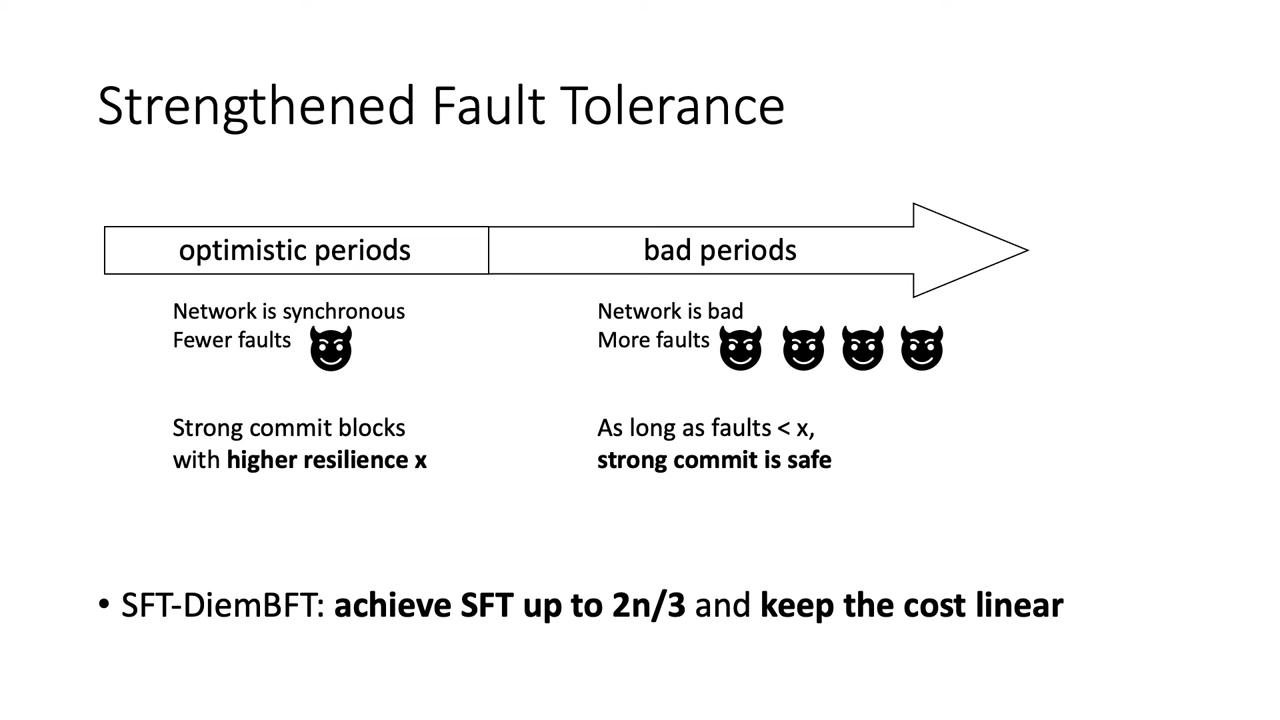 Strengthened Fault Tolerance
optimistic periods
bad periods
Network is synchronous
Fewer faults
Network is bad
More faults
Strong commit blocks
with higher resilience x
As long as faults < x,
strong commit is safe
• SFT-DiemBFT: achieve SFT up to 2n/3 and keep the cost linear